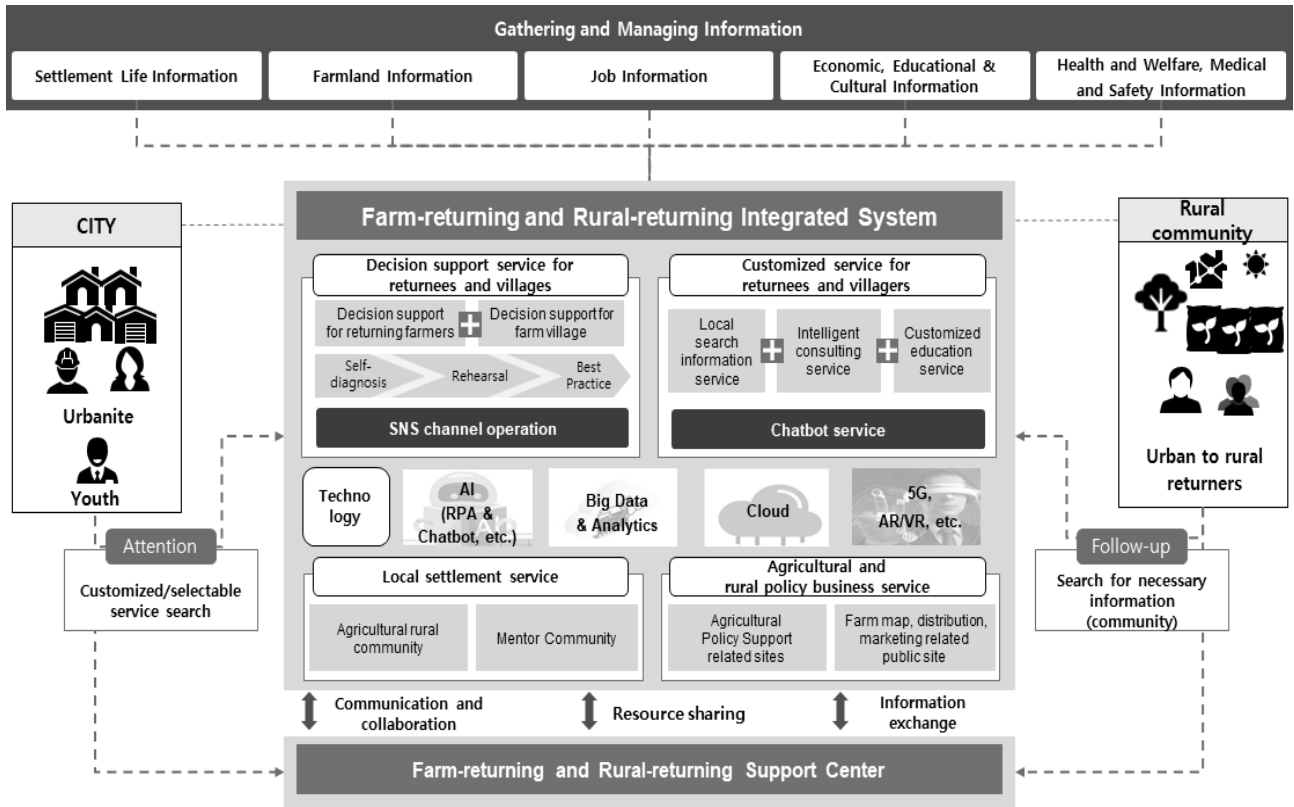 Gathering and Managing Information
Settlement Life Information
Farmland Information
Job Information
Economic, Educational &
Cultural Information
Health and Welfare, Medical
and Safety Information
Farm-returning and Rural-returning Integrated System
CITY
Urbanite
Youth
Rural
community
Urban to rural
returners
Decision support service for
returnees and villages
Decision support
for returning farmers
Decision support for
farm village
Self-
diagnosis
Rehearsal
Best
Practice
SNS channel operation
Customized service for
returnees and villagers
Local
search
information
service
Intelligent
consulting
service
Customized
education
service
Chatbot service
Techno
logy
AI
(RPA &
Chatbot, etc.)
Big Data
& Analytics
Cloud
5G,
AR/VR, etc.
Attention
Customized/selectable
service search
Follow-up
Search for necessary
information
(community)
Local settlement service
Agricultural rural
community
Mentor Community
Agricultural and
rural policy business service
Agricultural
Policy Support
related sites
Farm map, distribution,
marketing related
public site
Communication and
collaboration
Resource sharing
Information
exchange
Farm-returning and Rural-returning Support Center